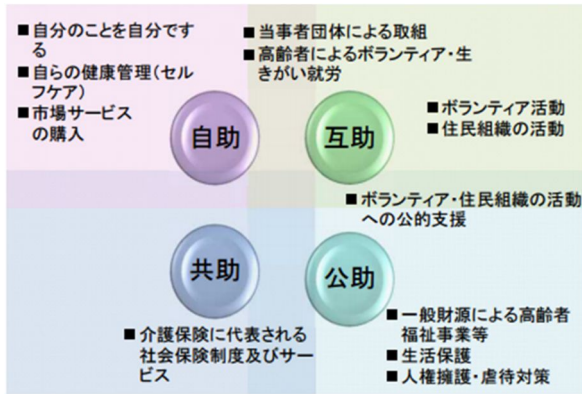 ■自分のことを自分です
る
■自らの健康管理(セル
フケア)
■市場サービス
の購入
■当事者団体による取組
■高齢者によるボランティア・生
きがい就労
■ボランティア活動
■住民組織の活動
自助
互助
■ボランティア・住民組織の活動
への公的支援
共助
公助
■介護保険に代表される
社会保険制度及びサー
ビス
■一般財源による高齢者
福祉事業等
■生活保護
■人権擁護・虐待対策